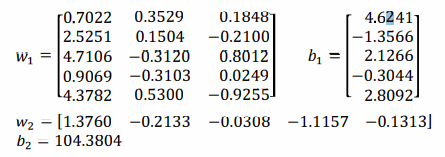 0.7022 0.3529 0.1848 4.6241
2.5251 0.1504 −0.2100 −1.3566
w₁ = 4.7106 −0.3120 0.8012 b₁ = 2.1266
0.9069 −0.3103 0.0249 −0.3044
4.3782 0.5300 −0.9255 2.8092
w₂ = [1.3760 −0.2133 −0.0308 −1.1157 −0.1313]
b₂ = 104.3804